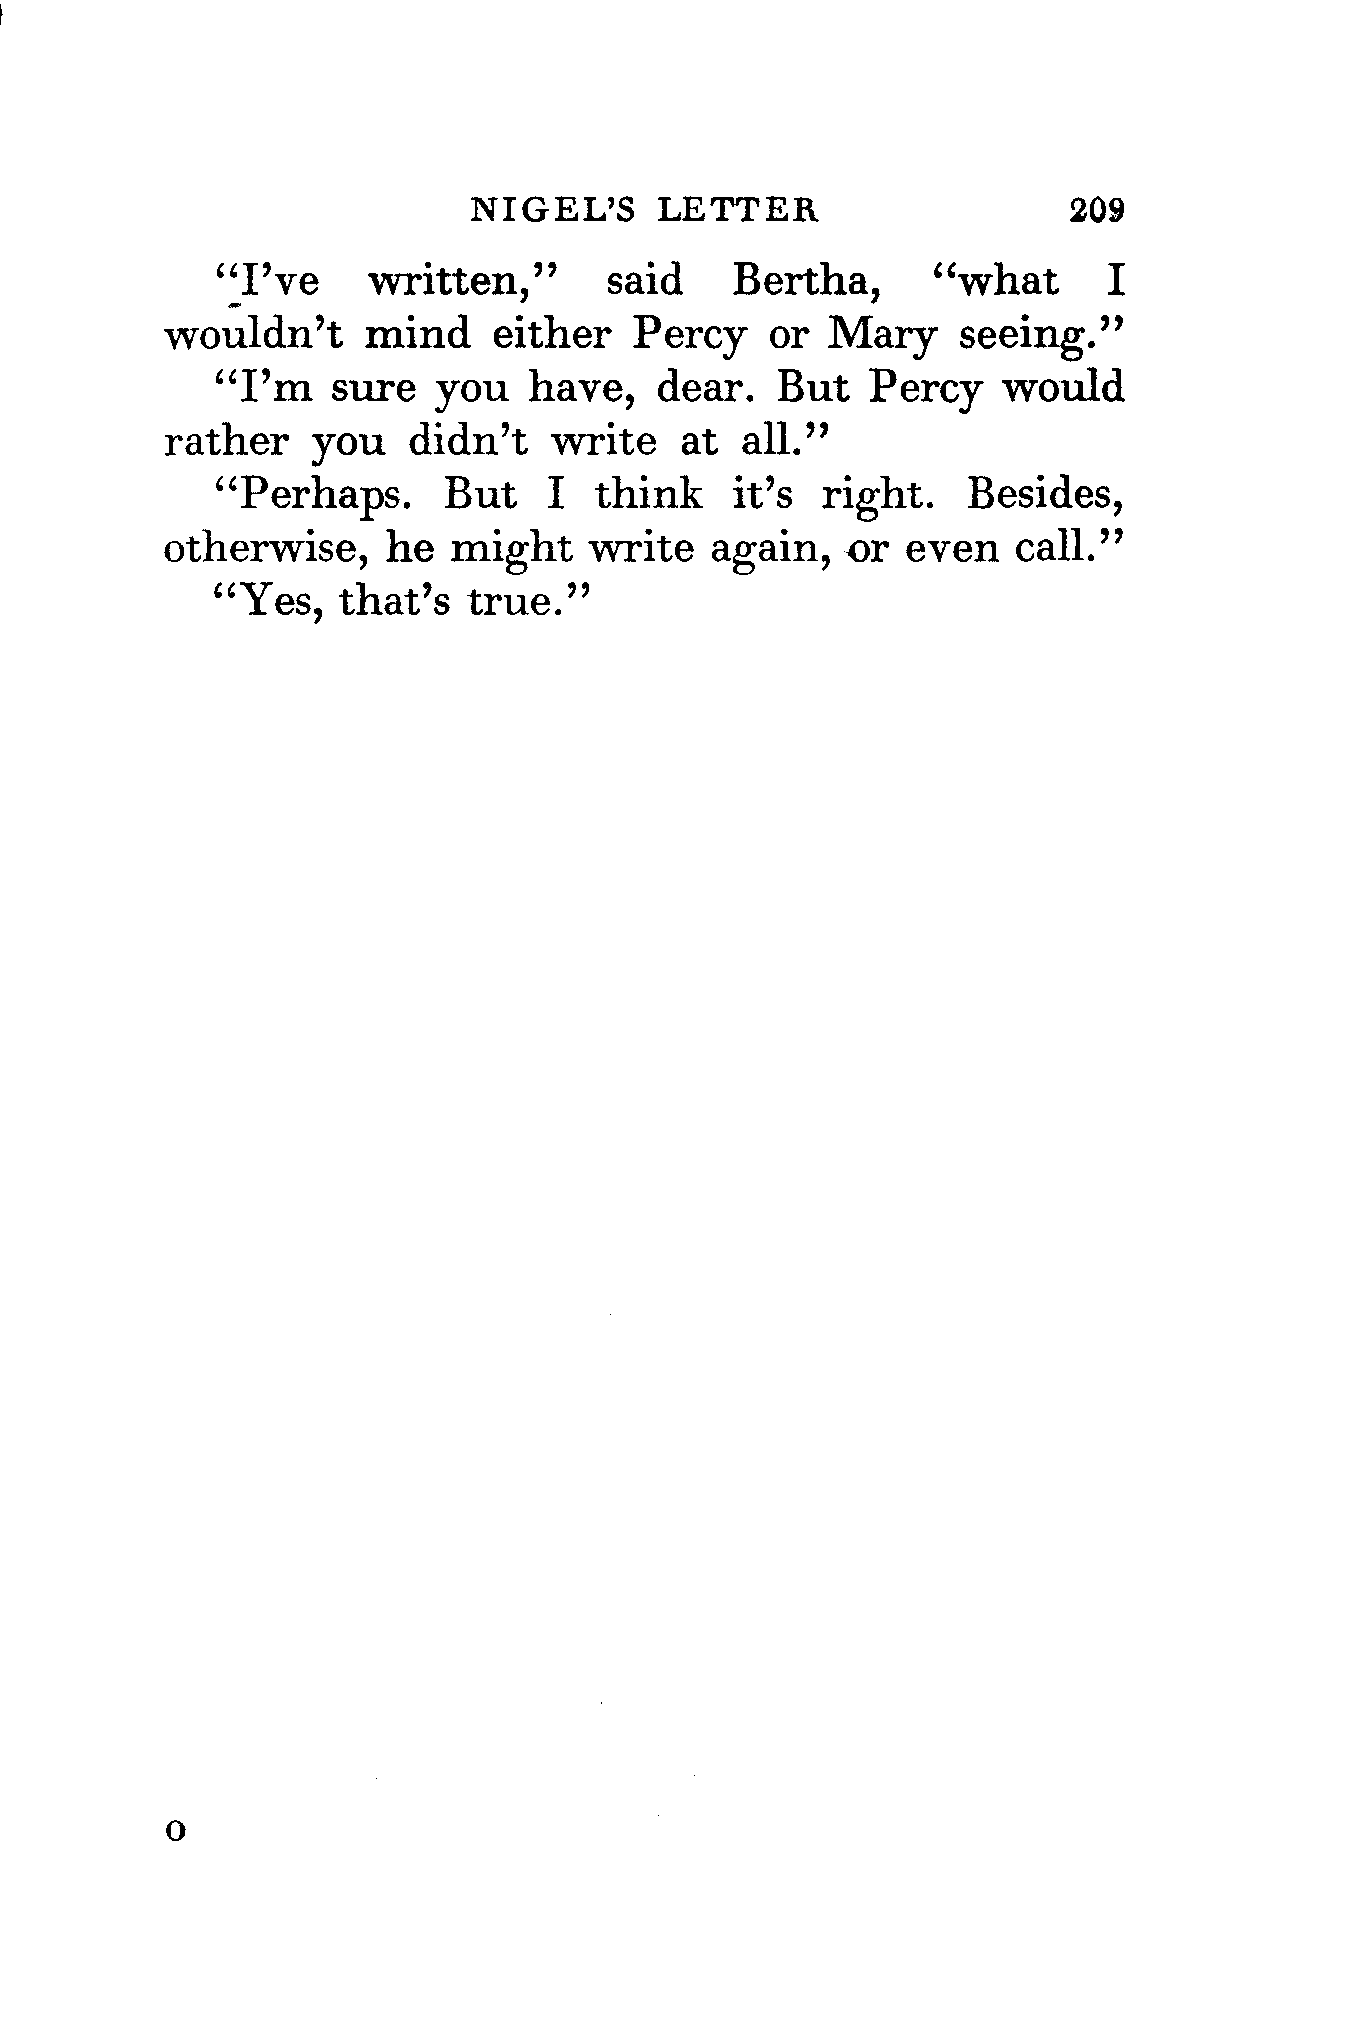 NIGEL'S LETTER 209
"I've written," said Bertha, "what I
wouldn't mind either Percy or Mary seeing."
"I'm sure you have, dear. But Percy would
rather you didn't write at all."
"Perhaps. But I think it's right. Besides,
otherwise, he might write again, or even call."
"Yes, that's true."
O